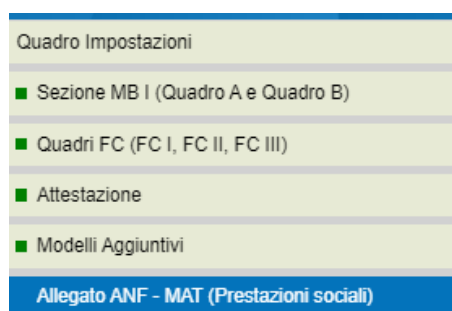 Quadro Impostazioni
Sezione MB I (Quadro A e Quadro B)
Quadri FC (FC I, FC II, FC III)
Attestazione
Modelli Aggiuntivi
Allegato ANF - MAT (Prestazioni sociali)